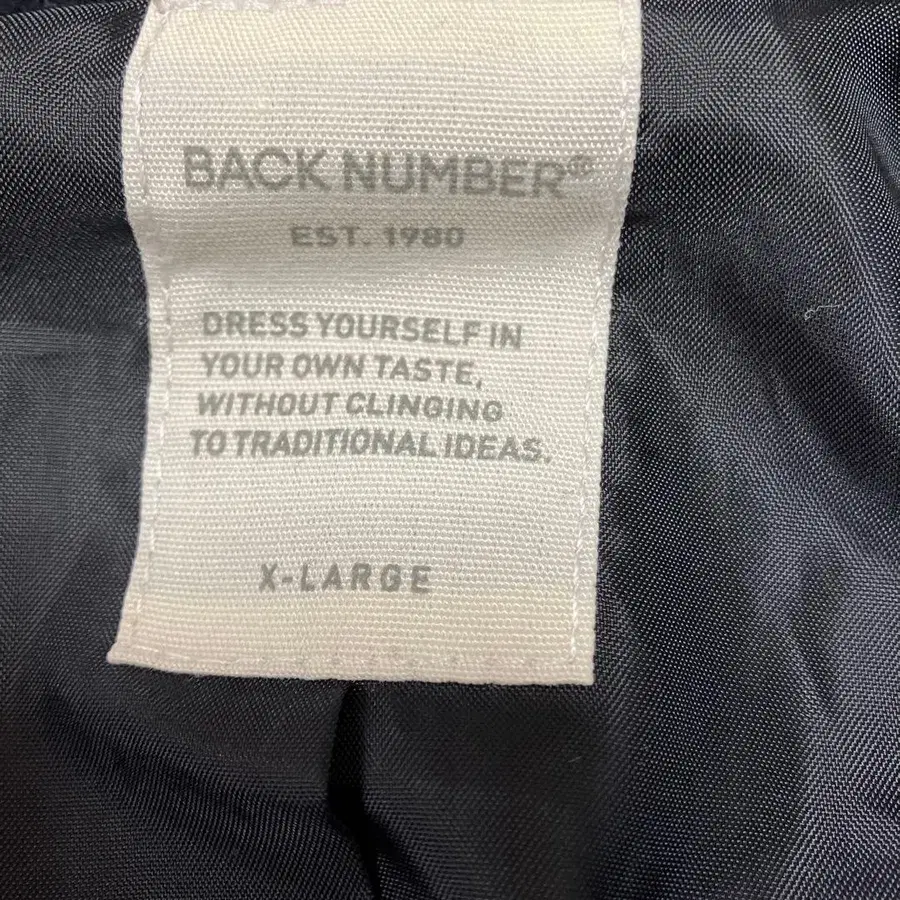 BACK NUMBER®
EST. 1980
DRESS YOURSELF IN
YOUR OWN TASTE,
WITHOUT CLINGING
TO TRADITIONAL IDEAS.
X-LARGE